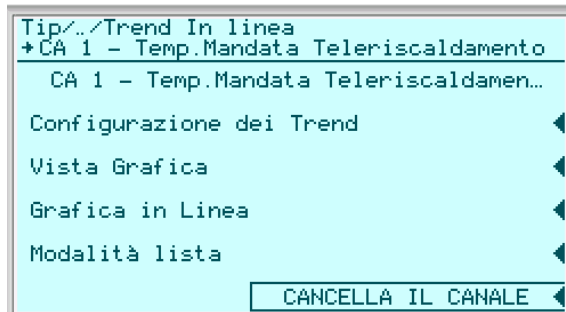 Tip/../Trend In linea
→CA 1 - Temp.Mandata Teleriscaldamento
CA 1 - Temp.Mandata Teleriscaldamen…
Configurazione dei Trend
Vista Grafica
Grafica in Linea
Modalità lista
CANCELLA IL CANALE